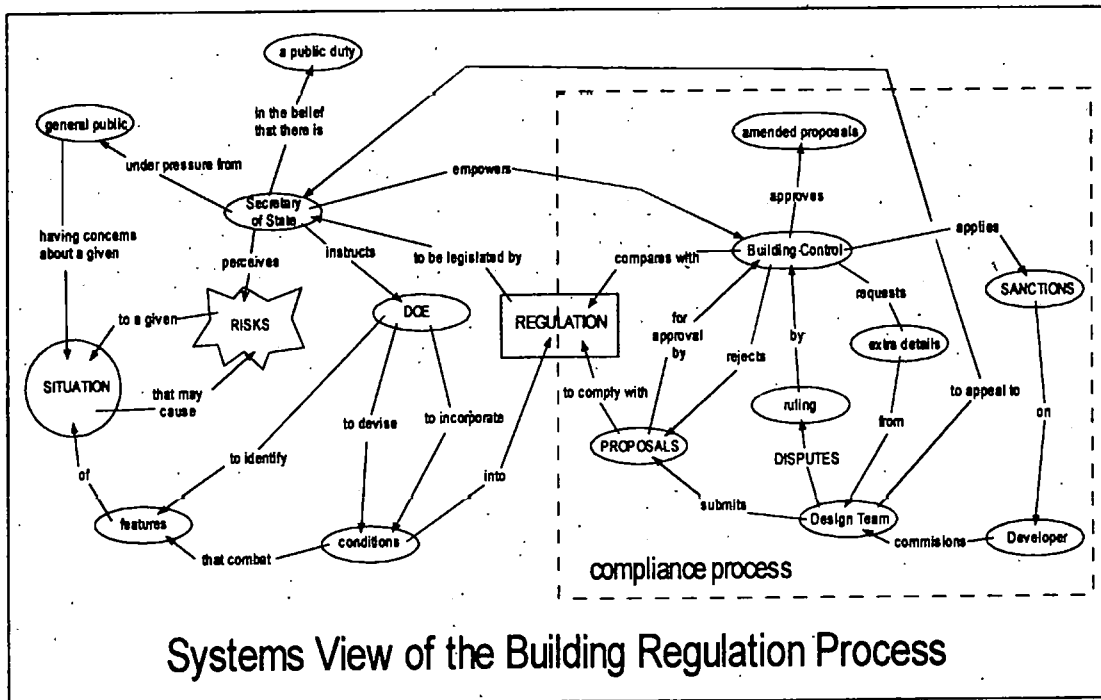 a public duty
in the belief
that there is
general public
under pressure from
amended proposals
empowers
approves
Secretary
of State
having concerns
about a given
instructs
to be legislated by
compares with
Building Control
applies
perceives
requests
SANCTIONS
to a given
RISKS
DOE
REGULATION
for
approval
by
rejects
by
extra details
SITUATION
that may
cause
to devise
to incorporate
to comply with
ruling
from
to appeal to
on
to identify
into
PROPOSALS
DISPUTES
of
submits
features
that combat
conditions
Design Team
commisions
Developer
compliance process
Systems View of the Building Regulation Process